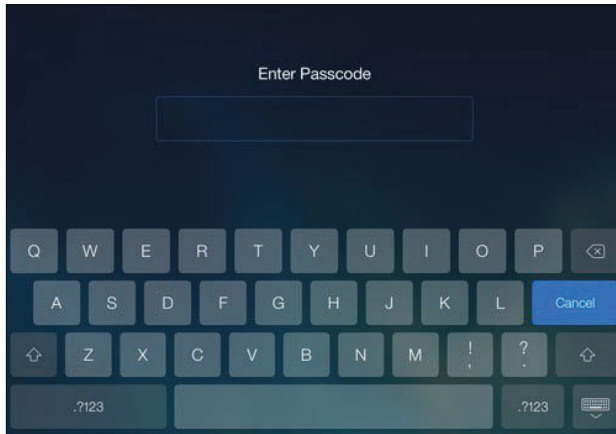 Enter Passcode
Q W E R T Y U I O P
A S D F G H J K L Cancel
Z X C V B N M ! , ? .
.?123 .?123